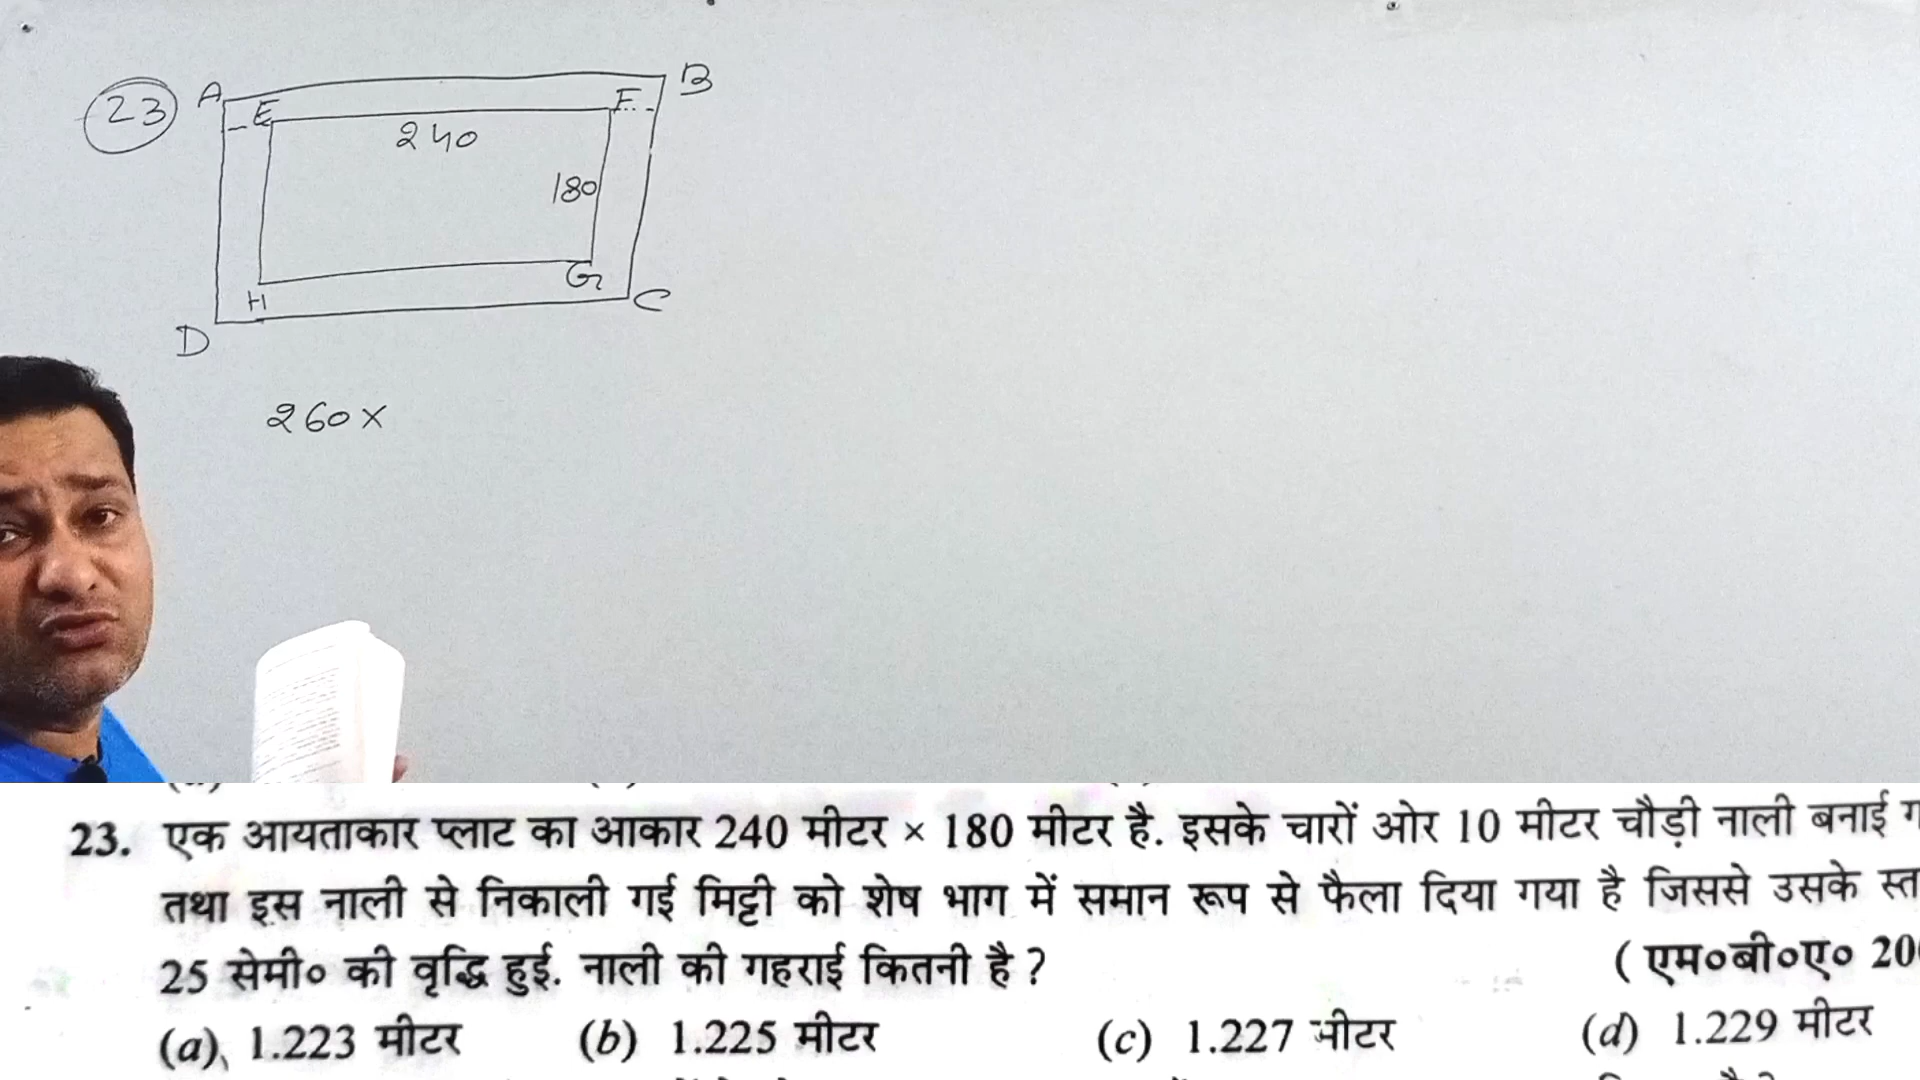 23
A
B
E
F
240
180
G
H
C
D
260×
23. एक आयताकार प्लाट का आकार 240 मीटर × 180 मीटर है. इसके चारों ओर 10 मीटर चौड़ी नाली बनाई
तथा इस नाली से निकाली गई मिट्टी को शेष भाग में समान रूप से फैला दिया गया है जिससे उसके
25 सेमी० की वृद्धि हुई. नाली की गहराई कितनी है ?
( एम०बी०ए०
(a) 1.223 मीटर (b) 1.225 मीटर (c) 1.227 मीटर (d) 1.229 मीटर